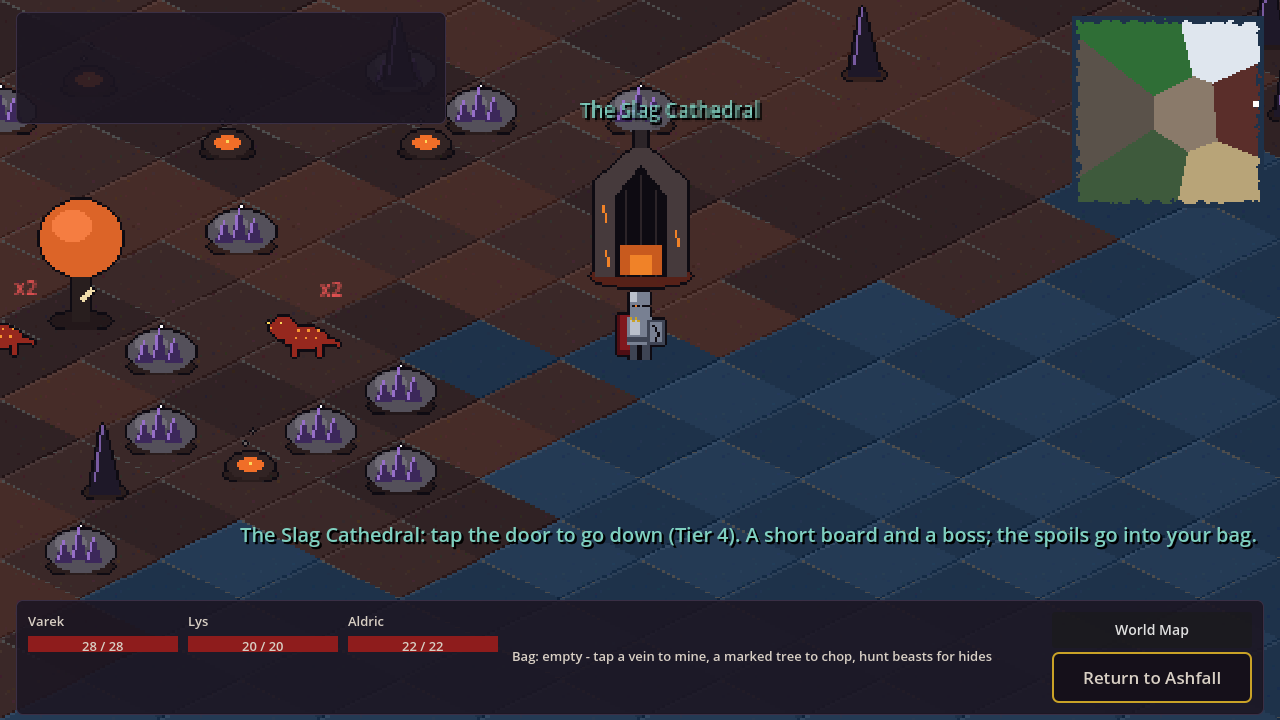 The Slag Cathedral
x2
x2
The Slag Cathedral: tap the door to go down (Tier 4). A short board and a boss; the spoils go into your bag.
Varek
Lys
Aldric
28 / 28
20 / 20
22 / 22
Bag: empty - tap a vein to mine, a marked tree to chop, hunt beasts for hides
World Map
Return to Ashfall